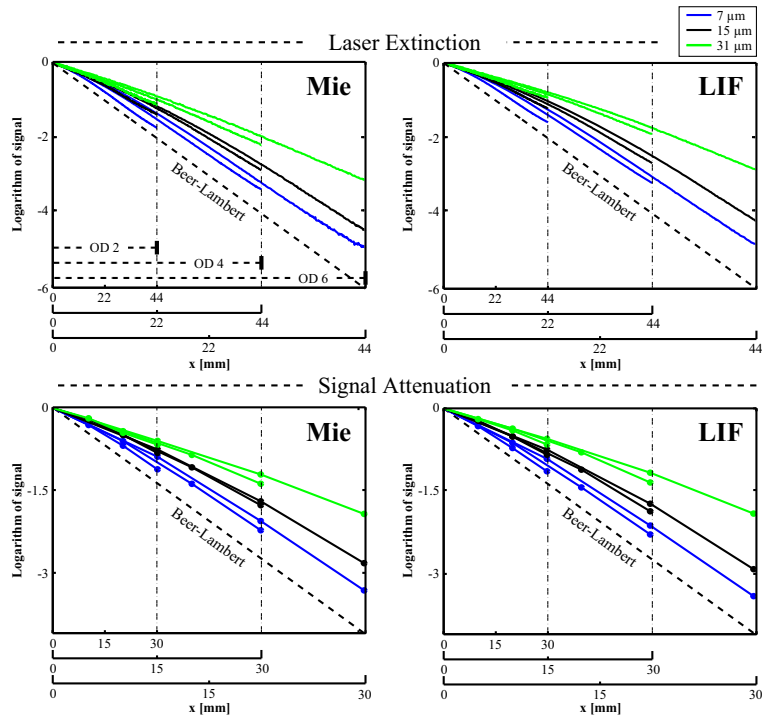 7 µm
15 µm
31 µm
Laser Extinction
Mie
LIF
0
-2
-4
-6
Logarithm of signal
Beer-Lambert
OD 2
OD 4
OD 6
0 22 44
0 22 44
0 22 44
x [mm]
0
-2
-4
-6
Logarithm of signal
Beer-Lambert
0 22 44
0 22 44
0 22 44
x [mm]
Signal Attenuation
Mie
LIF
0
-1.5
-3
Logarithm of signal
Beer-Lambert
15 30
0 15 30
0 15 30
x [mm]
0
-1.5
-3
Logarithm of signal
Beer-Lambert
15 30
0 15 30
0 15 30
x [mm]